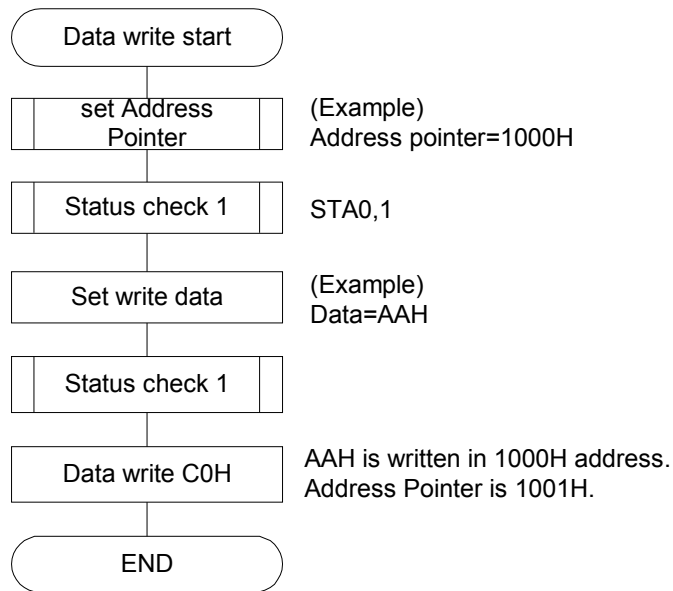 Data write start
set Address
Pointer
(Example)
Address pointer=1000H
Status check 1
STA0,1
Set write data
(Example)
Data=AAH
Status check 1
Data write C0H
AAH is written in 1000H address.
Address Pointer is 1001H.
END